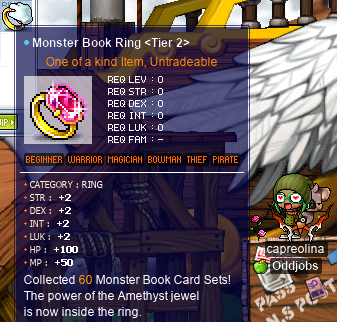 Monster Book Ring <Tier 2>
One of a kind Item, Untradeable
REQ LEV : 0
REQ STR : 0
REQ DEX : 0
REQ INT : 0
REQ LUK : 0
REQ FAM : -
BEGINNER WARRIOR MAGICIAN BOWMAN THIEF PIRATE
CATEGORY : RING
STR : +2
DEX : +2
INT : +2
LUK : +2
HP : +100
MP : +50
Collected 60 Monster Book Card Sets!
The power of the Amethyst jewel
is now inside the ring.
capreolina
Oddjobs